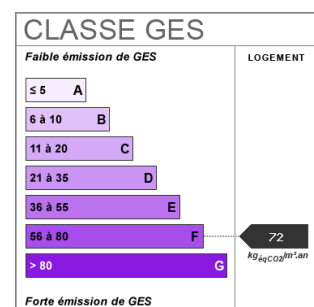 CLASSE GES
Faible émission de GES
LOGEMENT
≤ 5 A
6 à 10 B
11 à 20 C
21 à 35 D
36 à 55 E
56 à 80 F
72
kgéqCO2/m².an
> 80 G
Forte émission de GES